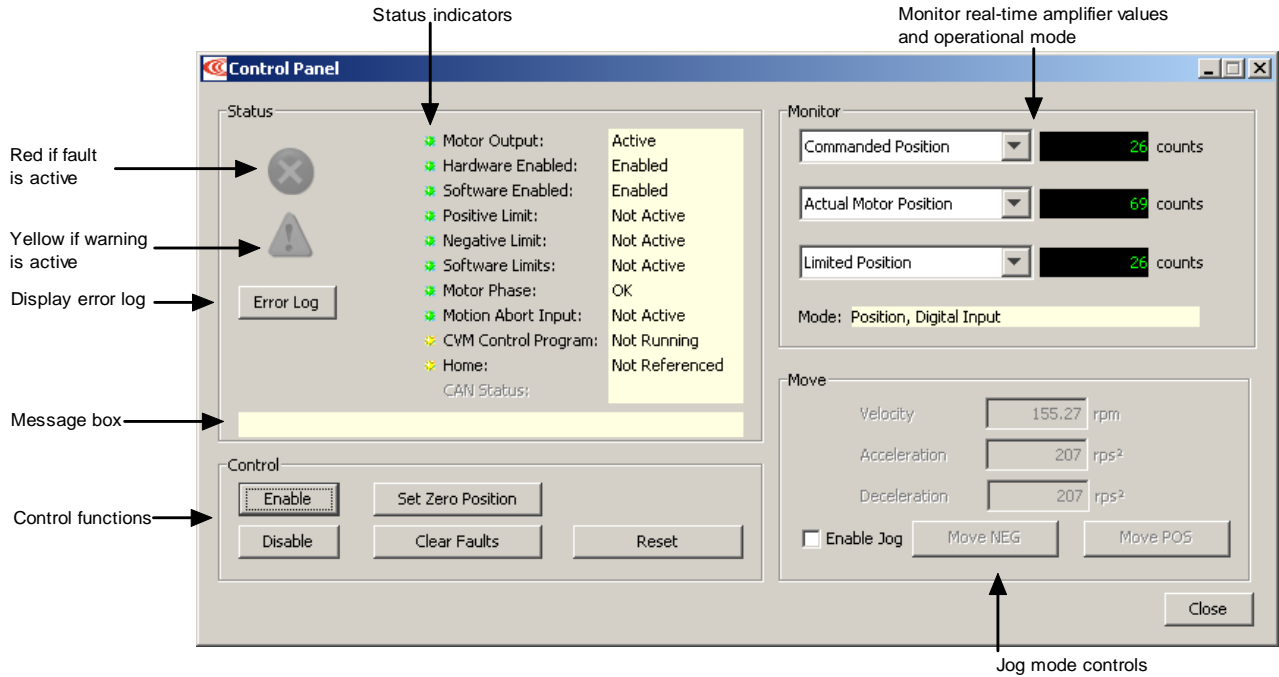 Status indicators
Monitor real-time amplifier values
and operational mode
Control Panel
Status
Red if fault
is active
Yellow if warning
is active
Display error log
Error Log
Motor Output: Active
Hardware Enabled: Enabled
Software Enabled: Enabled
Positive Limit: Not Active
Negative Limit: Not Active
Software Limits: Not Active
Motor Phase: OK
Motion Abort Input: Not Active
CVM Control Program: Not Running
Home: Not Referenced
CAN Status:
Message box
Monitor
Commanded Position 26 counts
Actual Motor Position 69 counts
Limited Position 26 counts
Mode: Position, Digital Input
Control
Control functions
Enable Set Zero Position
Disable Clear Faults Reset
Move
Velocity 155.27 rpm
Acceleration 207 rps²
Deceleration 207 rps²
Enable Jog Move NEG Move POS
Close
Jog mode controls